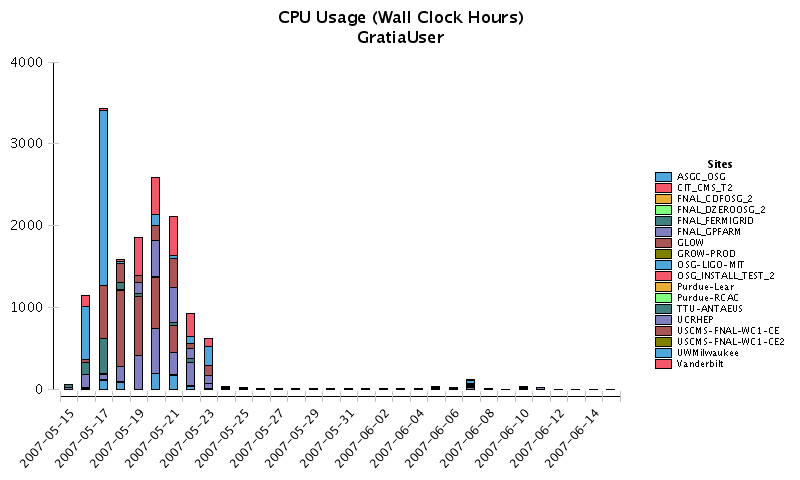 CPU Usage (Wall Clock Hours)
GratiaUser
4000
3000
2000
1000
0
2007-05-15
2007-05-17
2007-05-19
2007-05-21
2007-05-23
2007-05-25
2007-05-27
2007-05-29
2007-05-31
2007-06-02
2007-06-04
2007-06-06
2007-06-08
2007-06-10
2007-06-12
2007-06-14
Sites
ASGC_OSG
CIT_CMS_T2
FNAL_CDFOSG_2
FNAL_DZEROOSG_2
FNAL_FERMIGRID
FNAL_GPFARM
GLOW
GROW-PROD
OSG-LIGO-MIT
OSG_INSTALL_TEST_2
Purdue-Lear
Purdue-RCAC
TTU-ANTAEUS
UCRHEP
USCMS-FNAL-WC1-CE
USCMS-FNAL-WC1-CE2
UWMilwaukee
Vanderbilt